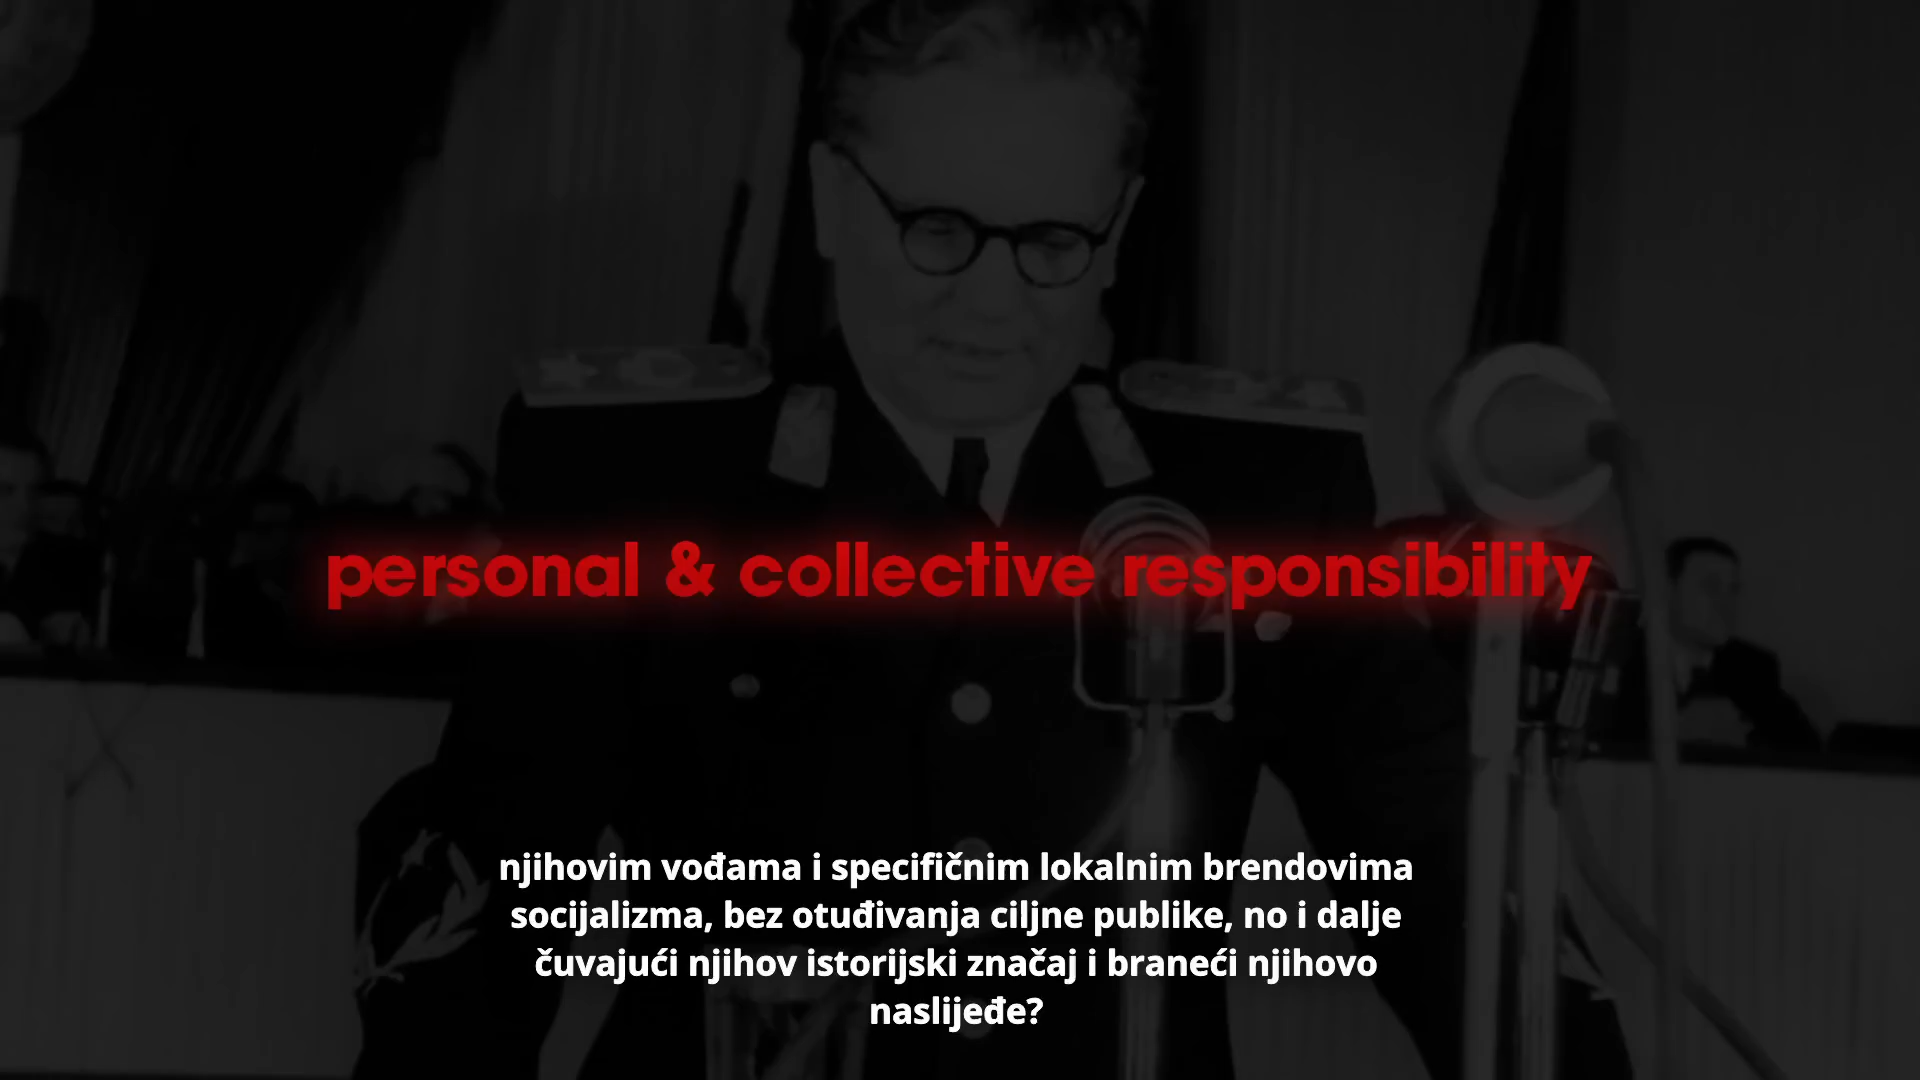 personal & collective responsibility
njihovim vođama i specifičnim lokalnim brendovima
socijalizma, bez otuđivanja ciljne publike, no i dalje
čuvajući njihov istorijski značaj i braneći njihovo
naslijeđe?